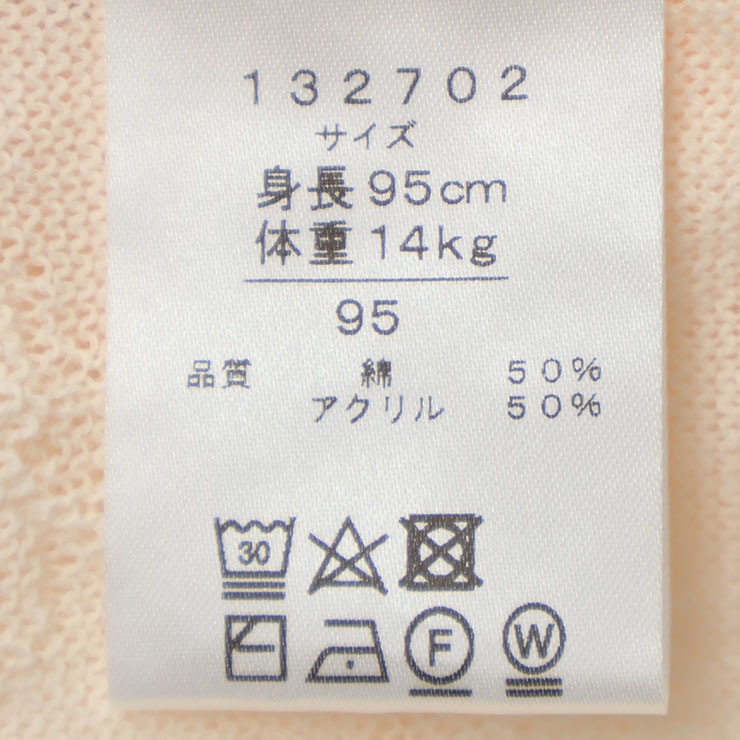 132702
サイズ
身長95cm
体重14kg
95
品質 綿 50%
アクリル 50%
30
F W